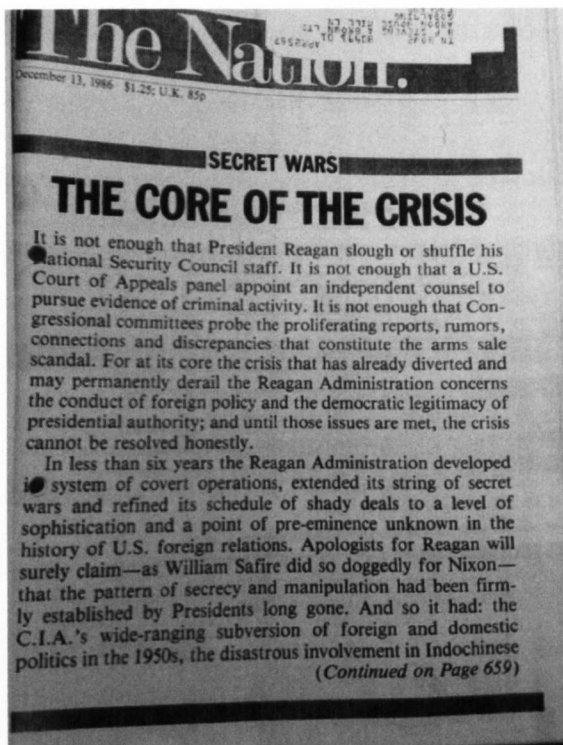 The Nation.
December 13, 1986 $1.25; U.K. 85p
SECRET WARS
THE CORE OF THE CRISIS
It is not enough that President Reagan slough or shuffle his
National Security Council staff. It is not enough that a U.S.
Court of Appeals panel appoint an independent counsel to
pursue evidence of criminal activity. It is not enough that Con-
gressional committees probe the proliferating reports, rumors,
connections and discrepancies that constitute the arms sale
scandal. For at its core the crisis that has already diverted and
may permanently derail the Reagan Administration concerns
the conduct of foreign policy and the democratic legitimacy of
presidential authority; and until those issues are met, the crisis
cannot be resolved honestly.
In less than six years the Reagan Administration developed
system of covert operations, extended its string of secret
wars and refined its schedule of shady deals to a level of
sophistication and a point of pre-eminence unknown in the
history of U.S. foreign relations. Apologists for Reagan will
surely claim—as William Safire did so doggedly for Nixon—
that the pattern of secrecy and manipulation had been firm-
ly established by Presidents long gone. And so it had: the
C.I.A.'s wide-ranging subversion of foreign and domestic
politics in the 1950s, the disastrous involvement in Indochinese
(Continued on Page 659)